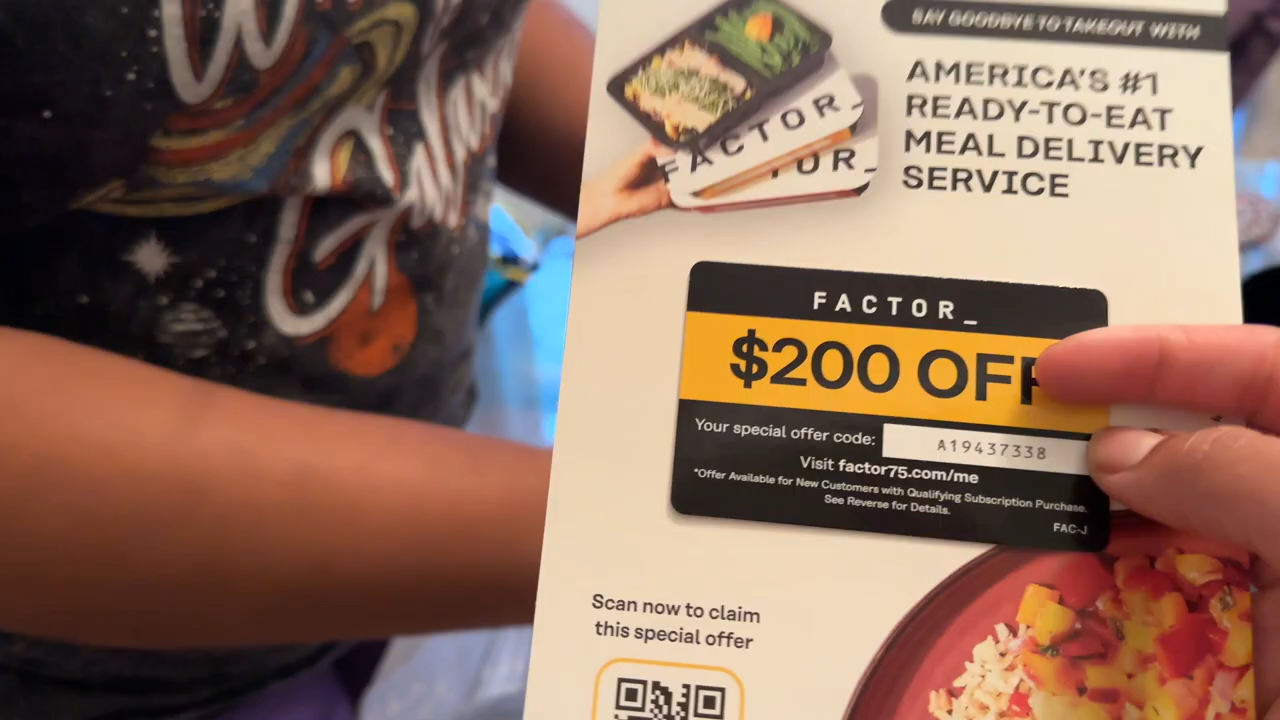 SAY GOODBYE TO TAKEOUT WITH
AMERICA'S #1
READY-TO-EAT
MEAL DELIVERY
SERVICE
FACTOR_
FACTOR_
$200 OFF
Your special offer code:
A19437338
Visit factor75.com/me
*Offer Available for New Customers with Qualifying Subscription Purchase.
See Reverse for Details.
FAC-J
Scan now to claim
this special offer